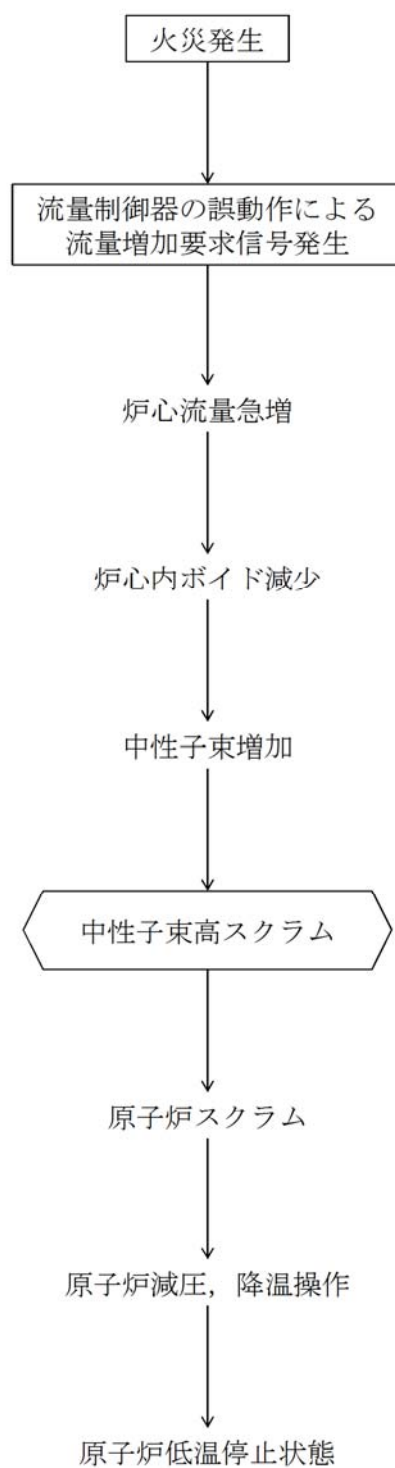 火災発生
流量制御器の誤動作による
流量増加要求信号発生
炉心流量急増
炉心内ボイド減少
中性子束増加
中性子束高スクラム
原子炉スクラム
原子炉減圧，降温操作
原子炉低温停止状態